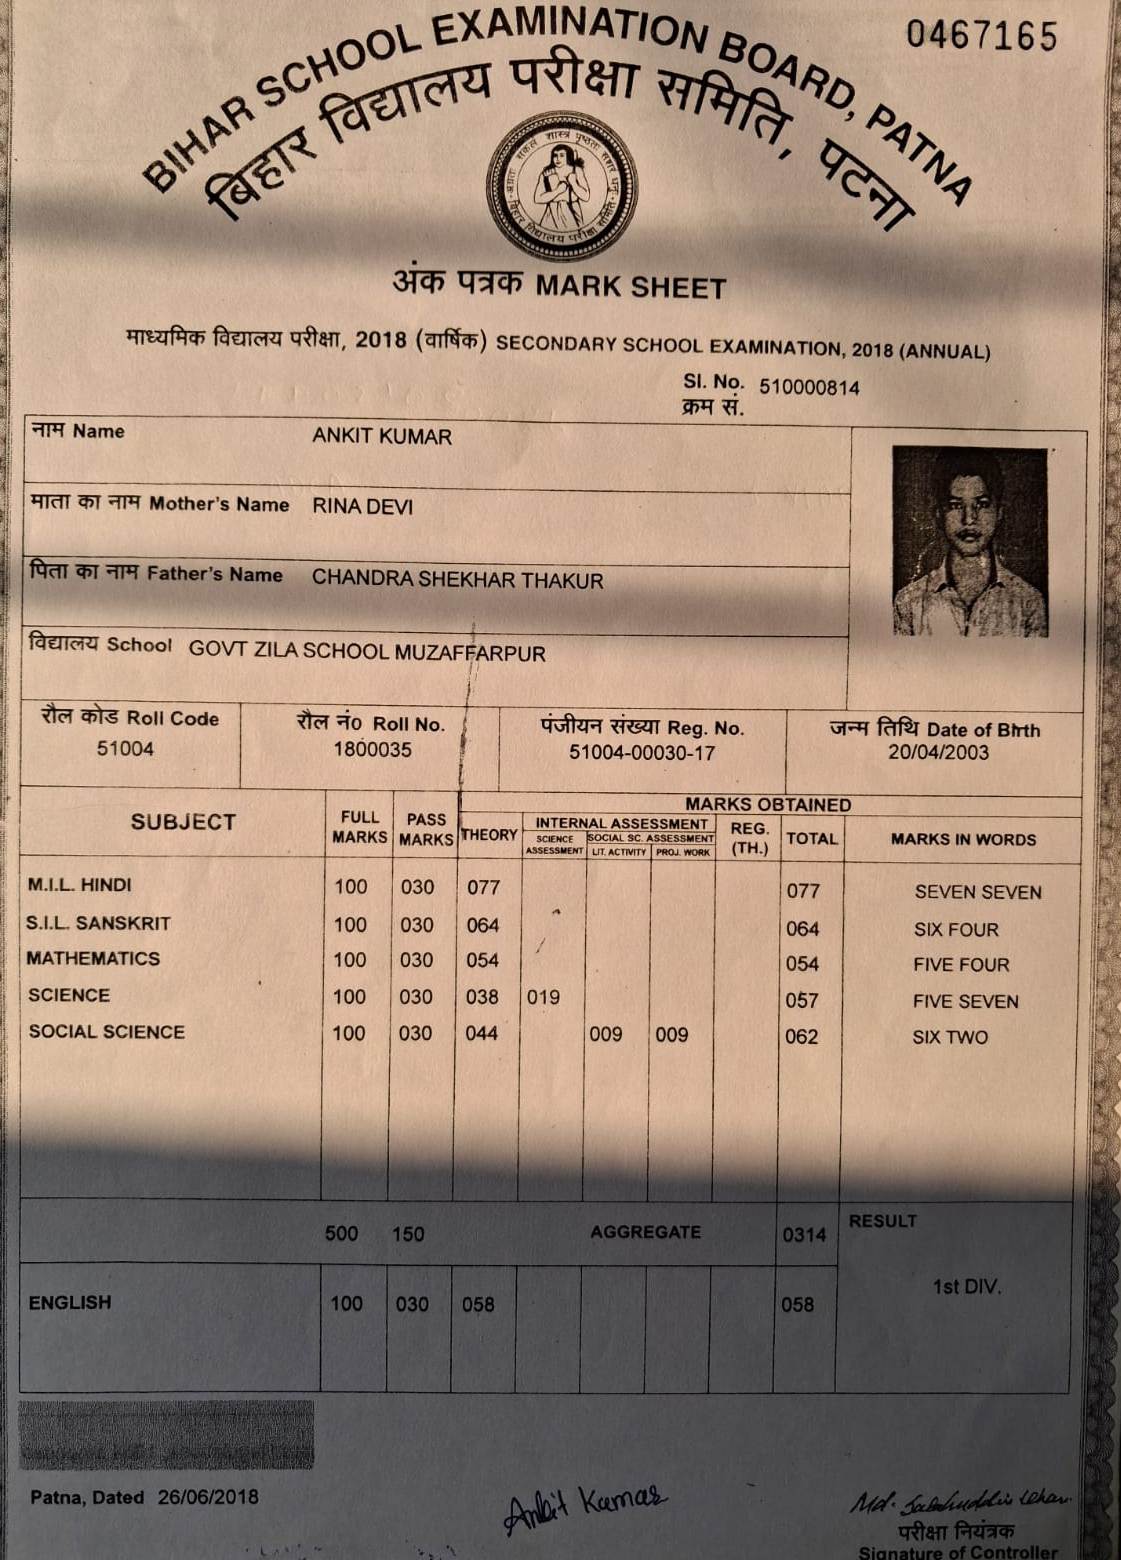 0467165
BIHAR SCHOOL EXAMINATION BOARD, PATNA
बिहार विद्यालय परीक्षा समिति, पटना
अंक पत्रक MARK SHEET
माध्यमिक विद्यालय परीक्षा, 2018 (वार्षिक) SECONDARY SCHOOL EXAMINATION, 2018 (ANNUAL)
SI. No. 510000814
क्रम सं.
नाम Name ANKIT KUMAR
माता का नाम Mother's Name RINA DEVI
पिता का नाम Father's Name CHANDRA SHEKHAR THAKUR
विद्यालय School GOVT ZILA SCHOOL MUZAFFARPUR
रौल कोड Roll Code रौल नं० Roll No. पंजीयन संख्या Reg. No. जन्म तिथि Date of Birth
51004 1800035 51004-00030-17 20/04/2003
MARKS OBTAINED
SUBJECT FULL MARKS PASS MARKS THEORY INTERNAL ASSESSMENT REG. (TH.) TOTAL MARKS IN WORDS
SCIENCE ASSESSMENT SOCIAL SC. ASSESSMENT
LIT. ACTIVITY PROJ. WORK
M.I.L. HINDI 100 030 077 077 SEVEN SEVEN
S.I.L. SANSKRIT 100 030 064 064 SIX FOUR
MATHEMATICS 100 030 054 054 FIVE FOUR
SCIENCE 100 030 038 019 057 FIVE SEVEN
SOCIAL SCIENCE 100 030 044 009 009 062 SIX TWO
500 150 AGGREGATE 0314 RESULT
1st DIV.
ENGLISH 100 030 058 058
Patna, Dated 26/06/2018
Ankit Kumar
Md.
परीक्षा नियंत्रक
Signature of Controller